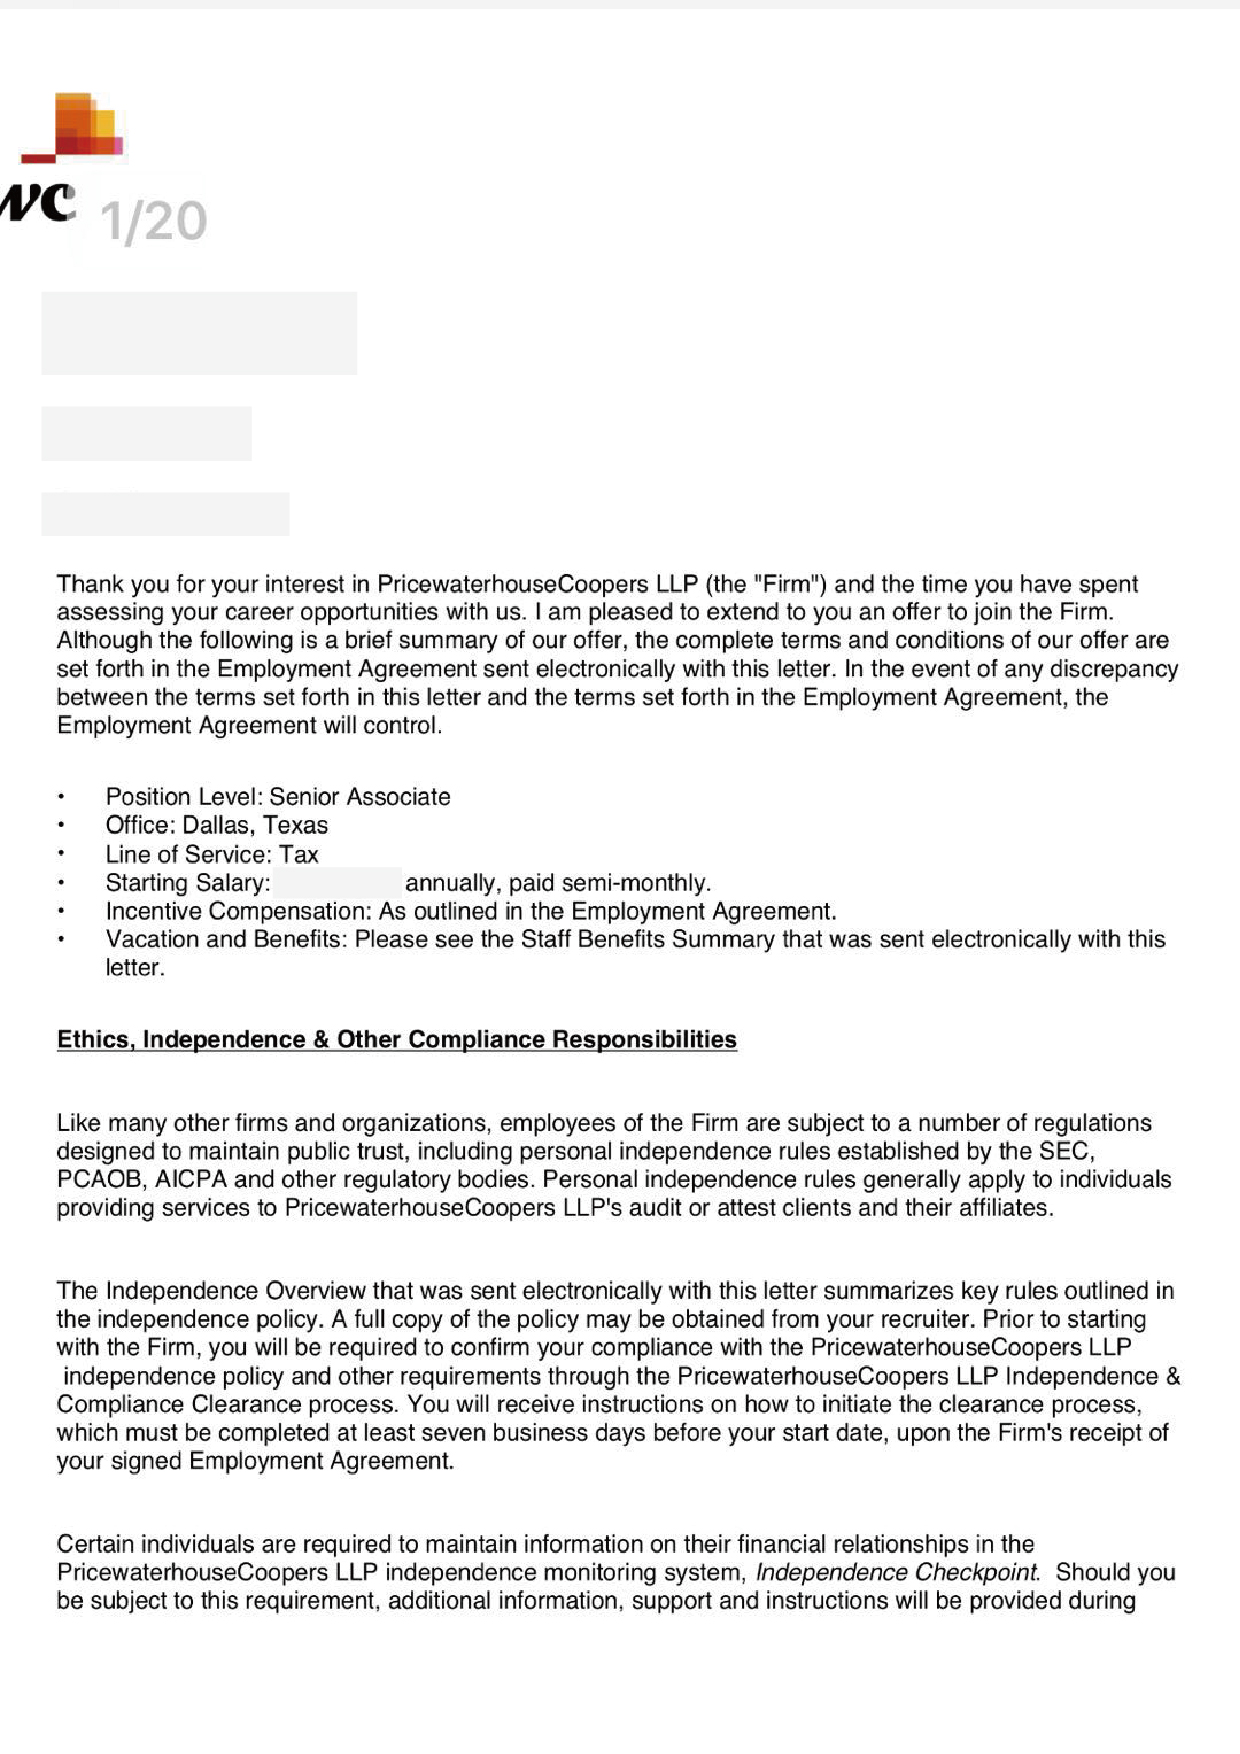 wc
1/20
Thank you for your interest in PricewaterhouseCoopers LLP (the "Firm") and the time you have spent
assessing your career opportunities with us. I am pleased to extend to you an offer to join the Firm.
Although the following is a brief summary of our offer, the complete terms and conditions of our offer are
set forth in the Employment Agreement sent electronically with this letter. In the event of any discrepancy
between the terms set forth in this letter and the terms set forth in the Employment Agreement, the
Employment Agreement will control.
• Position Level: Senior Associate
• Office: Dallas, Texas
• Line of Service: Tax
• Starting Salary: annually, paid semi-monthly.
• Incentive Compensation: As outlined in the Employment Agreement.
• Vacation and Benefits: Please see the Staff Benefits Summary that was sent electronically with this
letter.
Ethics, Independence & Other Compliance Responsibilities
Like many other firms and organizations, employees of the Firm are subject to a number of regulations
designed to maintain public trust, including personal independence rules established by the SEC,
PCAOB, AICPA and other regulatory bodies. Personal independence rules generally apply to individuals
providing services to PricewaterhouseCoopers LLP's audit or attest clients and their affiliates.
The Independence Overview that was sent electronically with this letter summarizes key rules outlined in
the independence policy. A full copy of the policy may be obtained from your recruiter. Prior to starting
with the Firm, you will be required to confirm your compliance with the PricewaterhouseCoopers LLP
independence policy and other requirements through the PricewaterhouseCoopers LLP Independence &
Compliance Clearance process. You will receive instructions on how to initiate the clearance process,
which must be completed at least seven business days before your start date, upon the Firm's receipt of
your signed Employment Agreement.
Certain individuals are required to maintain information on their financial relationships in the
PricewaterhouseCoopers LLP independence monitoring system, Independence Checkpoint. Should you
be subject to this requirement, additional information, support and instructions will be provided during